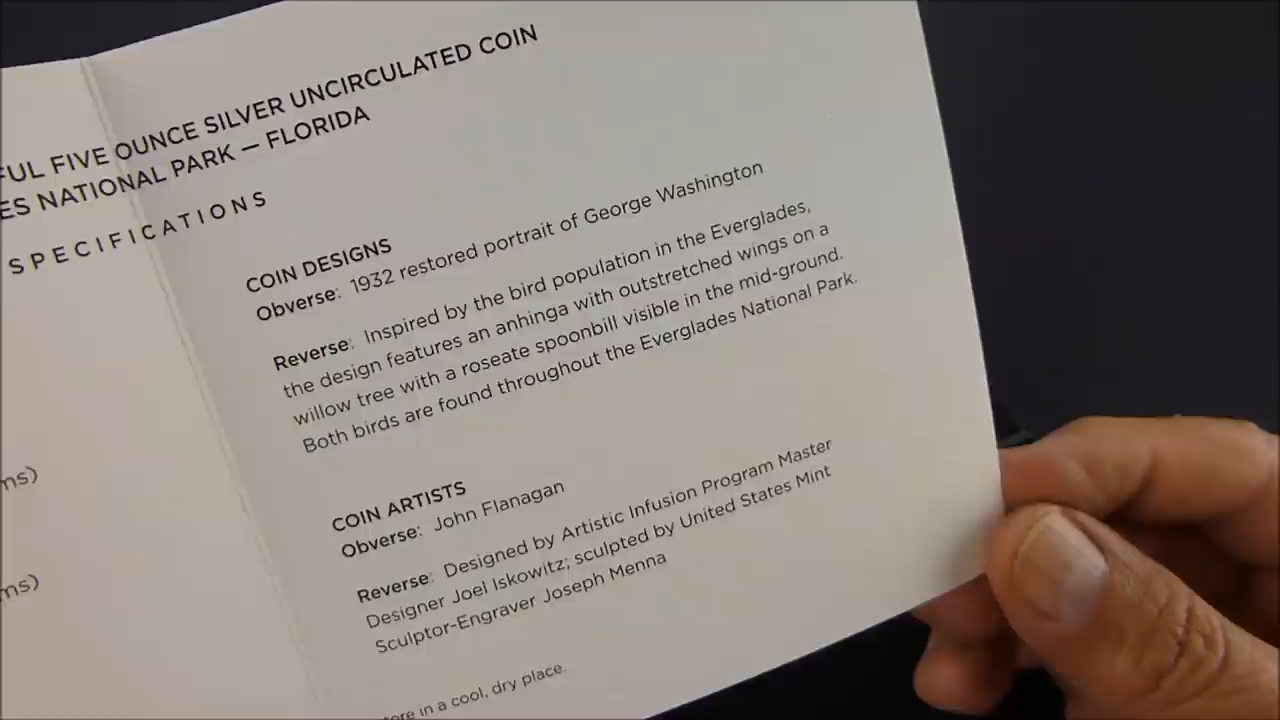 FUL FIVE OUNCE SILVER UNCIRCULATED COIN
ES NATIONAL PARK — FLORIDA
SPECIFICATIONS
COIN DESIGNS
Obverse: 1932 restored portrait of George Washington
Reverse: Inspired by the bird population in the Everglades,
the design features an anhinga with outstretched wings on a
willow tree with a roseate spoonbill visible in the mid-ground.
Both birds are found throughout the Everglades National Park.
ms)
COIN ARTISTS
Obverse: John Flanagan
Reverse: Designed by Artistic Infusion Program Master
Designer Joel Iskowitz; sculpted by United States Mint
Sculptor-Engraver Joseph Menna
ms)
in a cool, dry place.